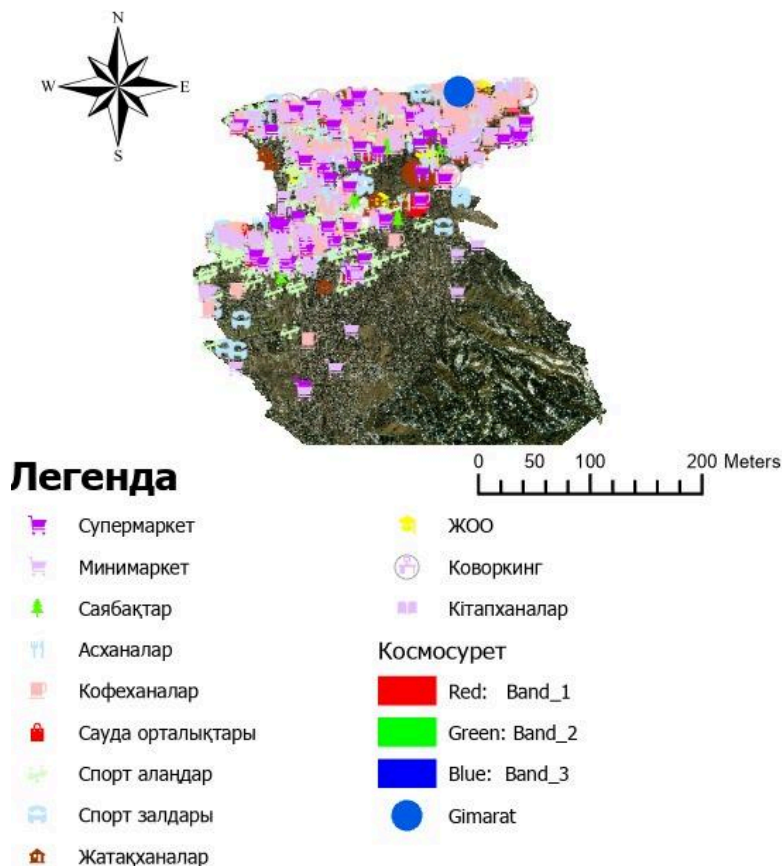 N
W E
S
Легенда
0 50 100 200 Meters
Супермаркет
Минимаркет
Саябақтар
Асханалар
Кофеханалар
Сауда орталықтары
Спорт алаңдар
Спорт залдары
Жатақханалар
ЖОО
Коворкинг
Кітапханалар
Космосурет
Red: Band_1
Green: Band_2
Blue: Band_3
Gimarat